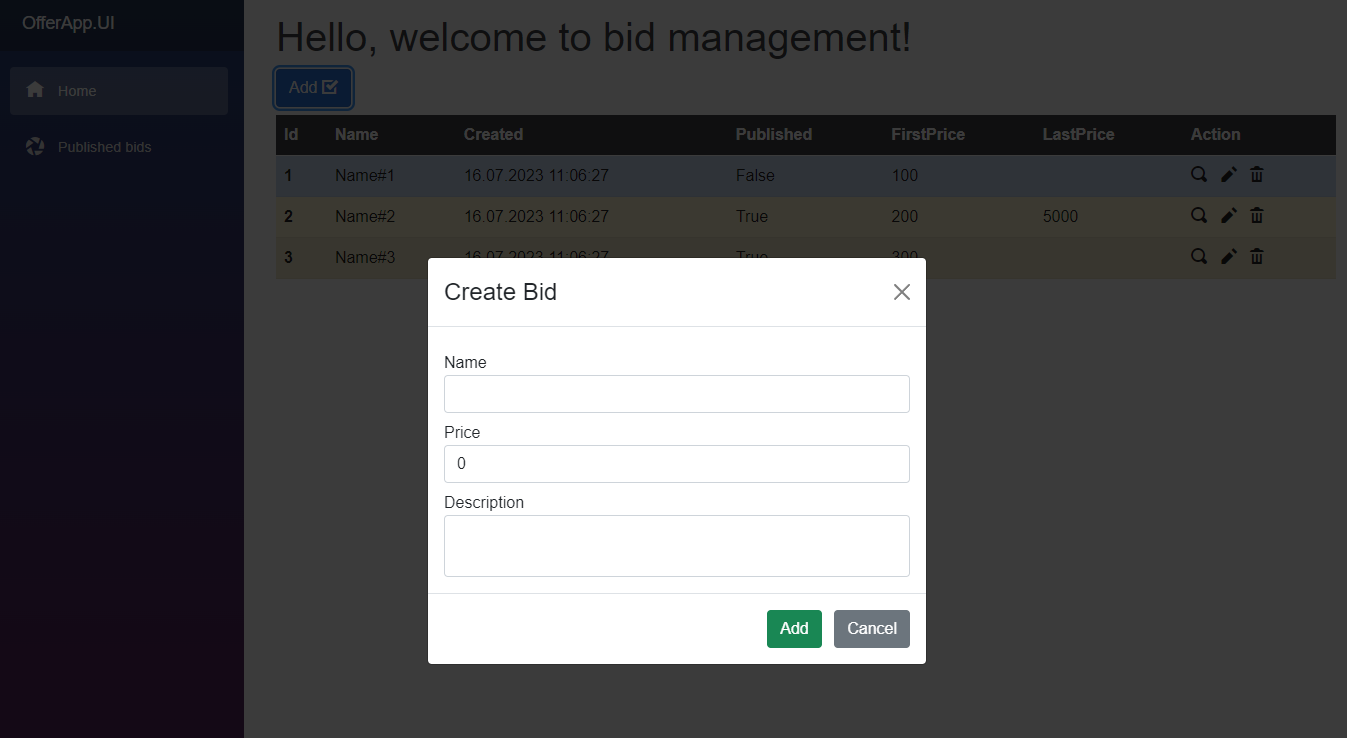 OfferApp.UI
Home
Published bids
Hello, welcome to bid management!
Add
Id Name Created Published FirstPrice LastPrice Action
1 Name#1 16.07.2023 11:06:27 False 100
2 Name#2 16.07.2023 11:06:27 True 200 5000
3 Name#3 16.07.2023 11:06:27 True 300
Create Bid
Name
Price
0
Description
Add Cancel